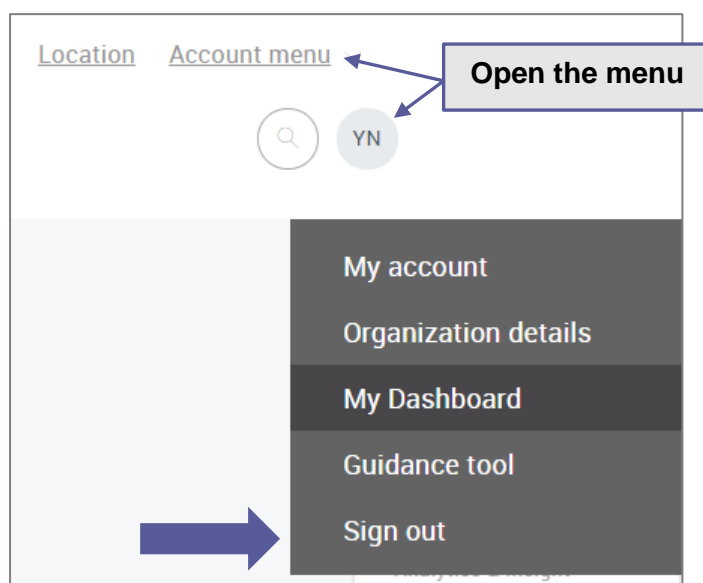 Location Account menu
Open the menu
YN
My account
Organization details
My Dashboard
Guidance tool
Sign out